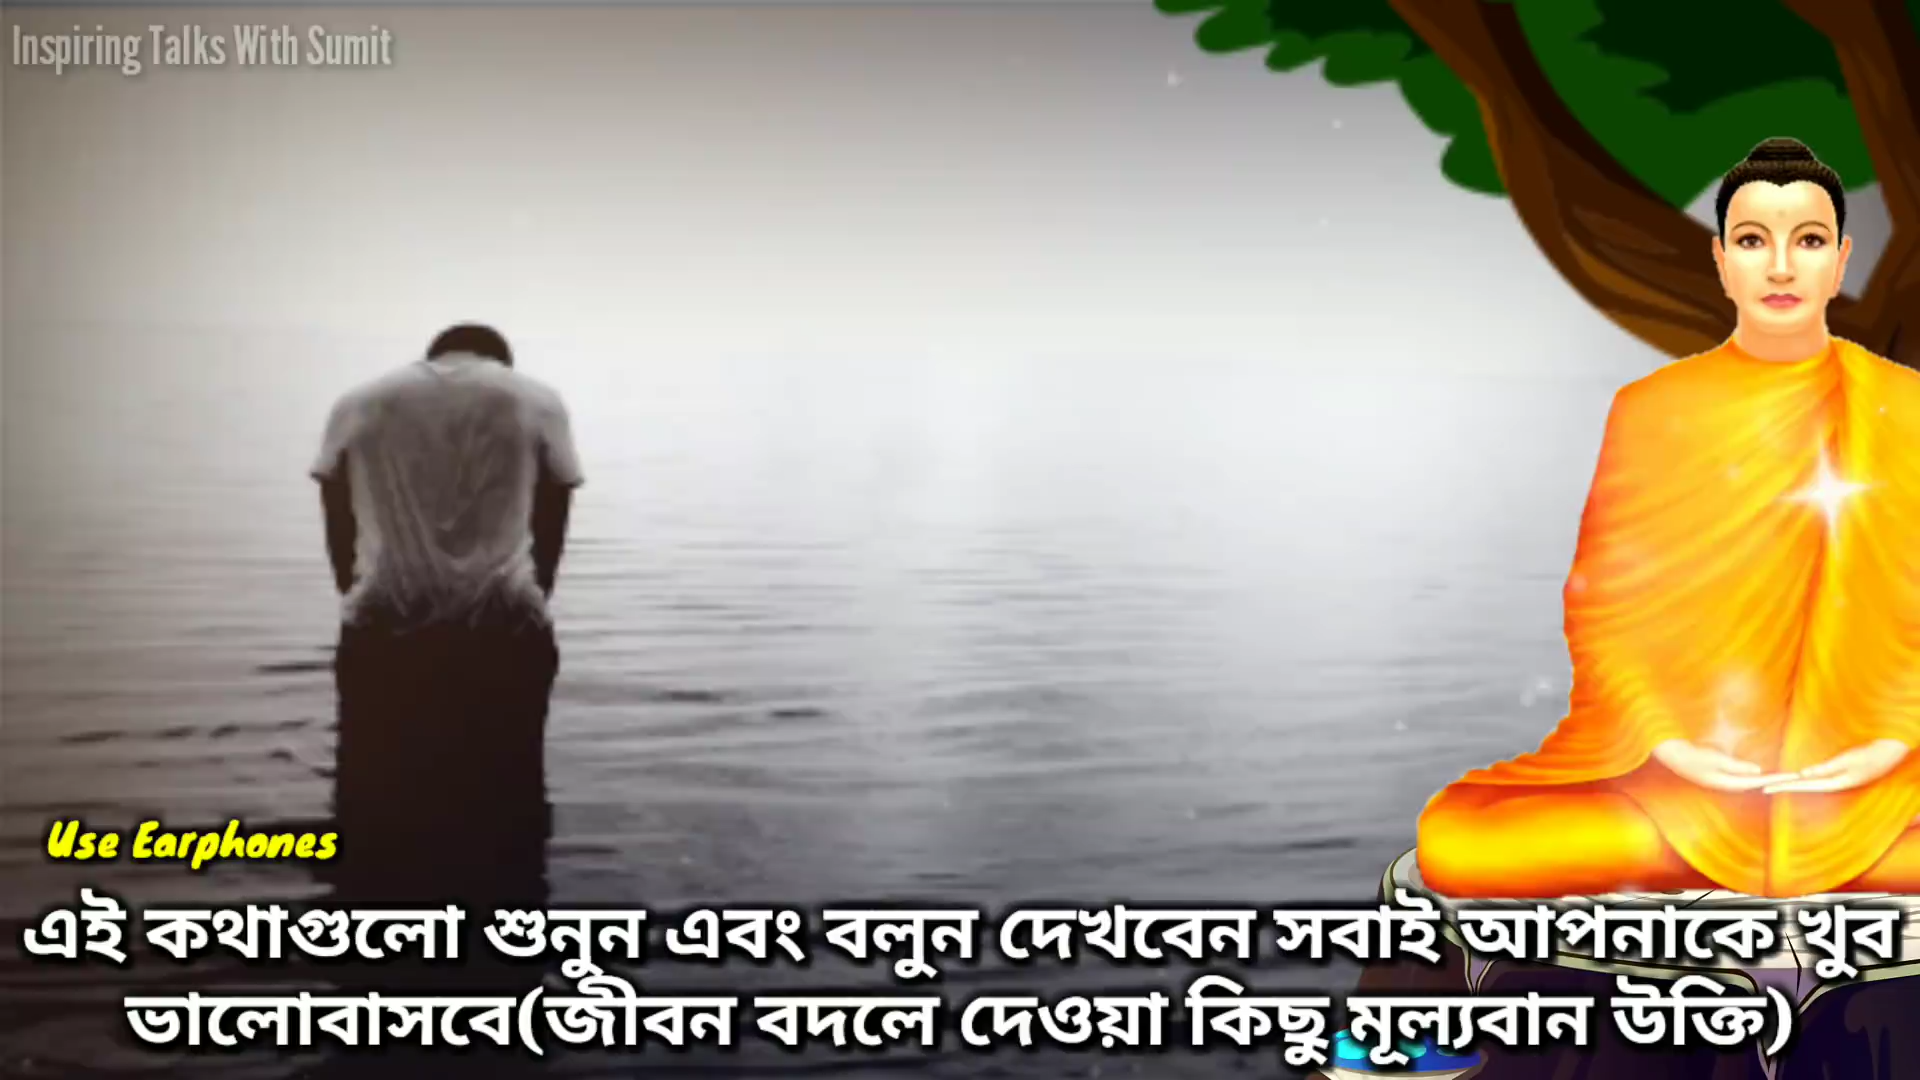 Inspiring Talks With Sumit
Use Earphones
এই কথাগুলো শুনুন এবং বলুন দেখবেন সবাই আপনাকে খুব
ভালোবাসবে(জীবন বদলে দেওয়া কিছু মূল্যবান উক্তি)